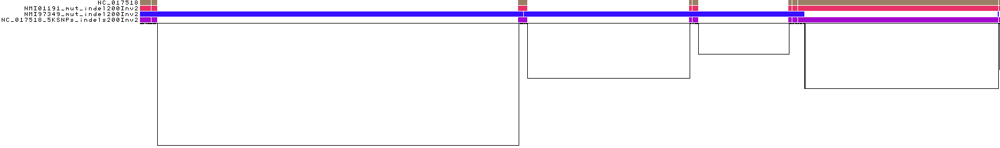 NC_017518
NMI01191_mut_indel200Inv2
NMI97349_mut_indel200Inv2
NC_017518_5KSNPs_indels200Inv2